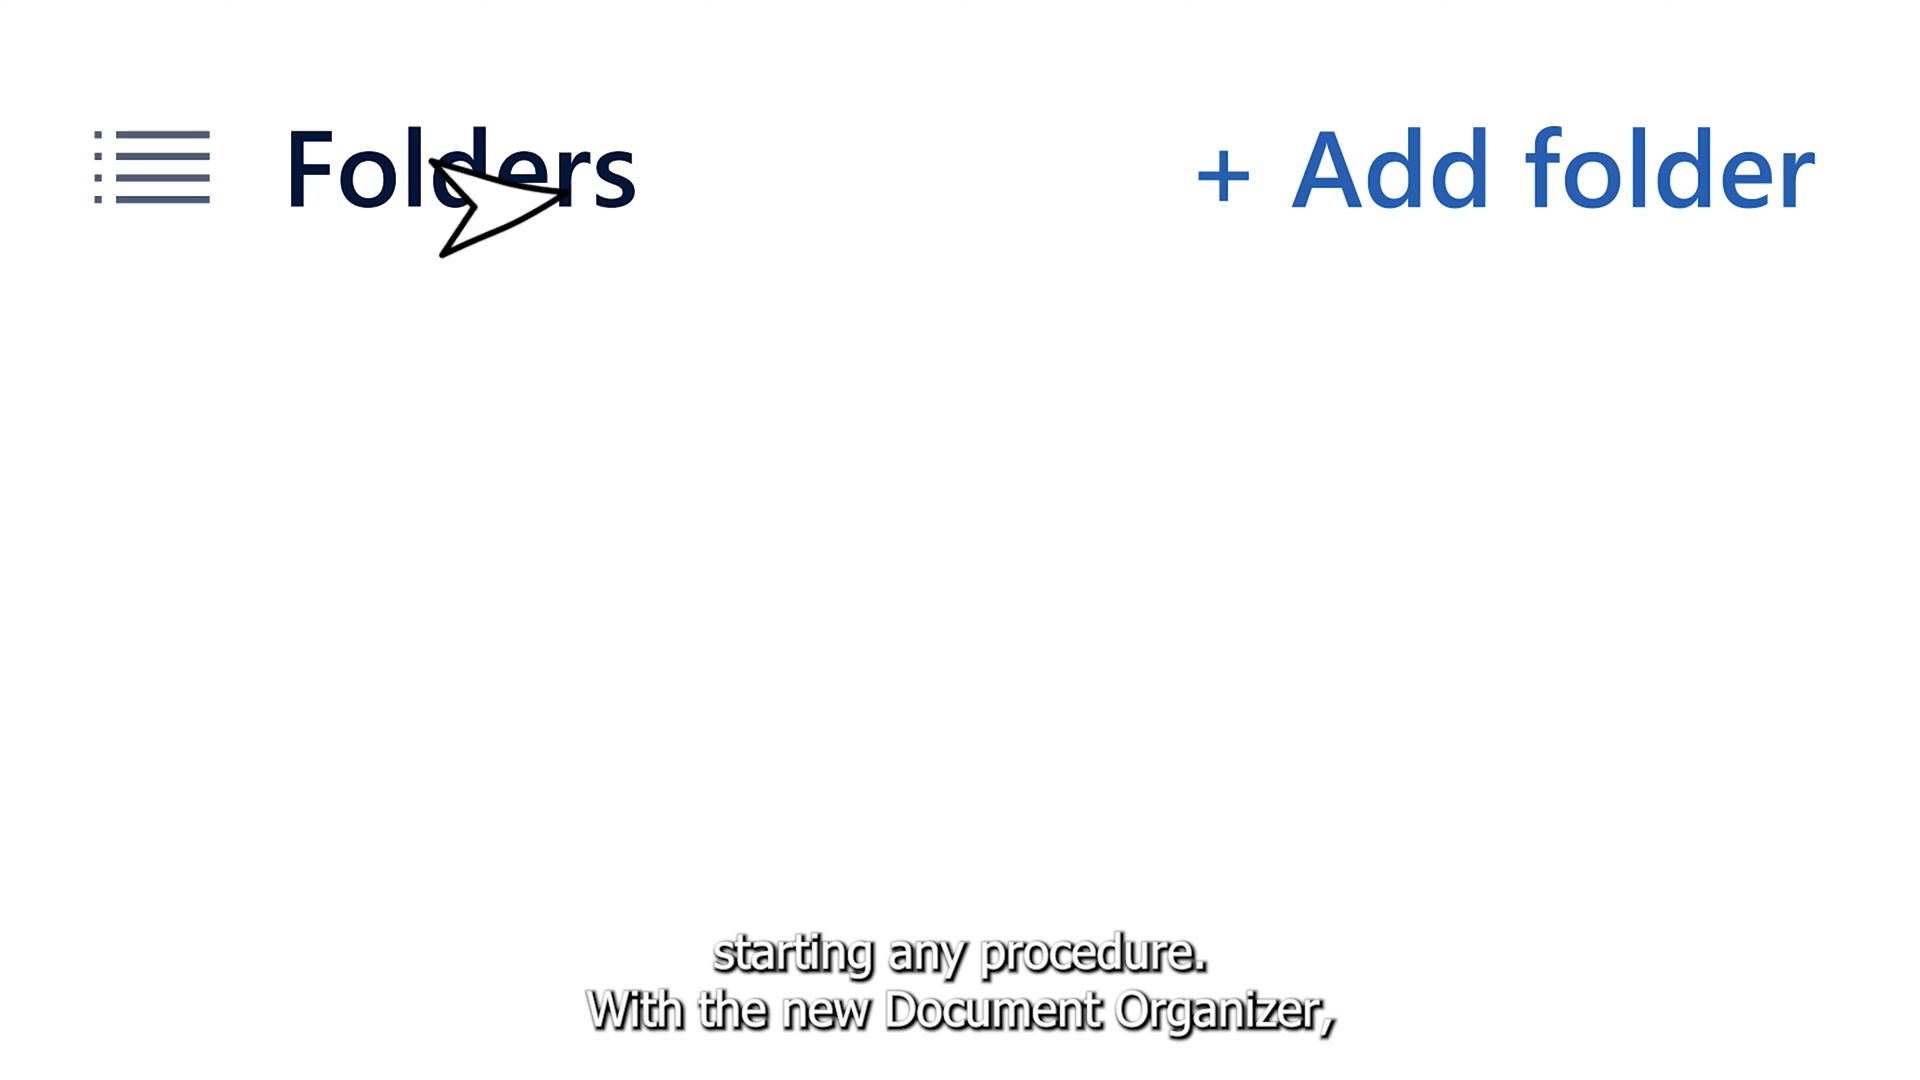 Folders
+ Add folder
starting any procedure.
With the new Document Organizer,